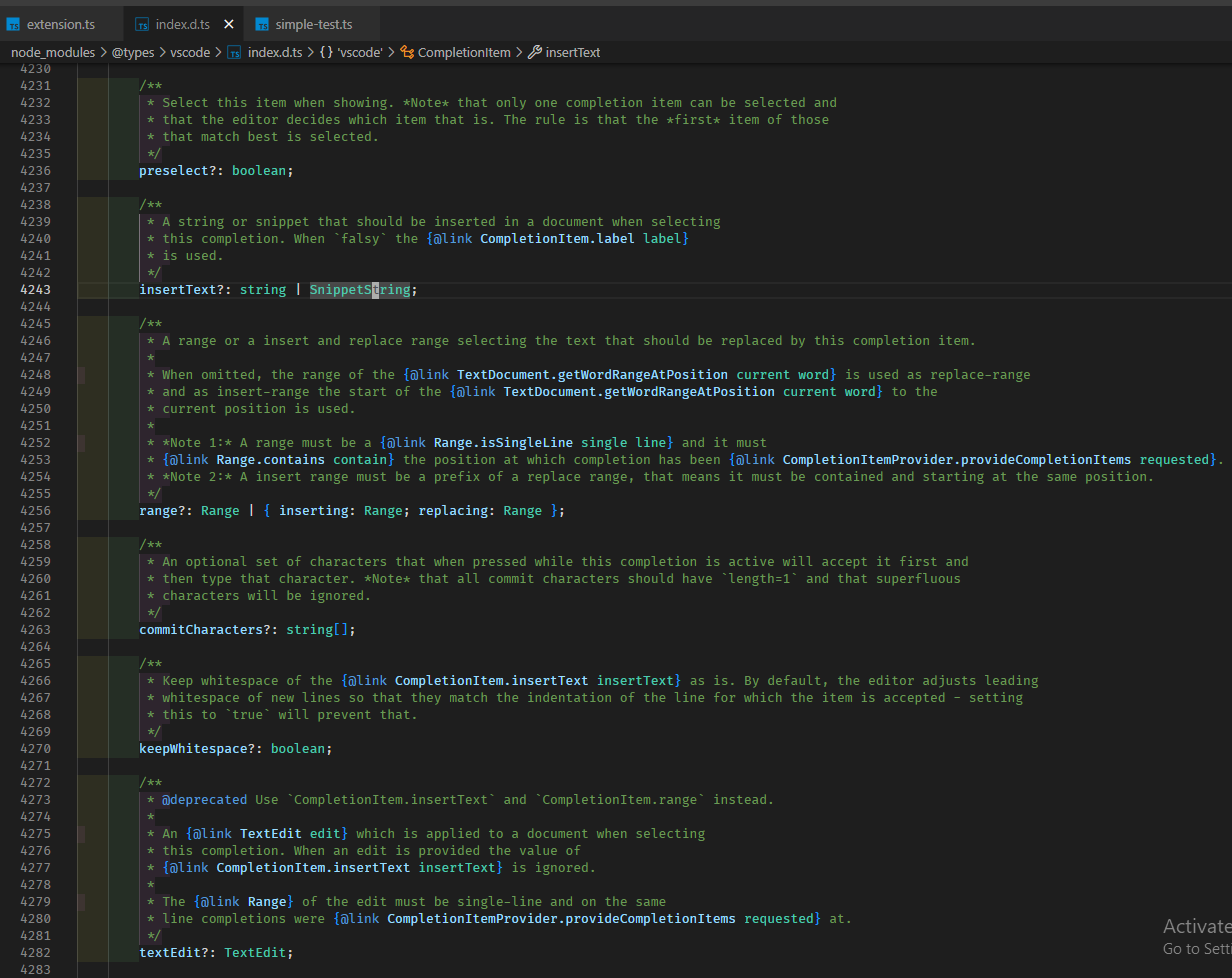 TS extension.ts TS index.d.ts × TS simple-test.ts
node_modules > @types > vscode > TS index.d.ts > {} 'vscode' > CompletionItem > insertText
4230
4231 /**
4232 * Select this item when showing. *Note* that only one completion item can be selected and
4233 * that the editor decides which item that is. The rule is that the *first* item of those
4234 * that match best is selected.
4235 */
4236 preselect?: boolean;
4237
4238 /**
4239 * A string or snippet that should be inserted in a document when selecting
4240 * this completion. When `falsy` the {@link CompletionItem.label label}
4241 * is used.
4242 */
4243 insertText?: string | SnippetString;
4244
4245 /**
4246 * A range or a insert and replace range selecting the text that should be replaced by this completion item.
4247 *
4248 * When omitted, the range of the {@link TextDocument.getWordRangeAtPosition current word} is used as replace-range
4249 * and as insert-range the start of the {@link TextDocument.getWordRangeAtPosition current word} to the
4250 * current position is used.
4251 *
4252 * *Note 1:* A range must be a {@link Range.isSingleLine single line} and it must
4253 * {@link Range.contains contain} the position at which completion has been {@link CompletionItemProvider.provideCompletionItems requested}.
4254 * *Note 2:* A insert range must be a prefix of a replace range, that means it must be contained and starting at the same position.
4255 */
4256 range?: Range | { inserting: Range; replacing: Range };
4257
4258 /**
4259 * An optional set of characters that when pressed while this completion is active will accept it first and
4260 * then type that character. *Note* that all commit characters should have `length=1` and that superfluous
4261 * characters will be ignored.
4262 */
4263 commitCharacters?: string[];
4264
4265 /**
4266 * Keep whitespace of the {@link CompletionItem.insertText insertText} as is. By default, the editor adjusts leading
4267 * whitespace of new lines so that they match the indentation of the line for which the item is accepted - setting
4268 * this to `true` will prevent that.
4269 */
4270 keepWhitespace?: boolean;
4271
4272 /**
4273 * @deprecated Use `CompletionItem.insertText` and `CompletionItem.range` instead.
4274 *
4275 * An {@link TextEdit edit} which is applied to a document when selecting
4276 * this completion. When an edit is provided the value of
4277 * {@link CompletionItem.insertText insertText} is ignored.
4278 *
4279 * The {@link Range} of the edit must be single-line and on the same
4280 * line completions were {@link CompletionItemProvider.provideCompletionItems requested} at.
4281 */
4282 textEdit?: TextEdit;
4283
Activate
Go to Setti